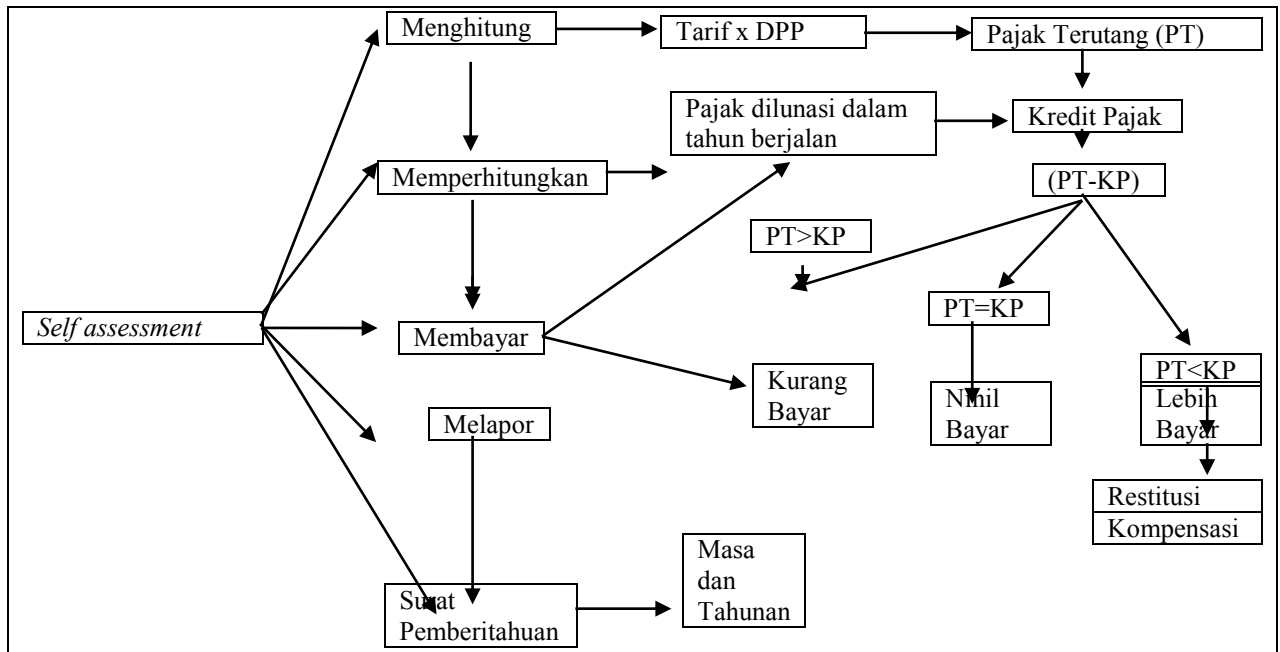 Menghitung
Tarif x DPP
Pajak Terutang (PT)
Pajak dilunasi dalam
tahun berjalan
Kredit Pajak
Memperhitungkan
(PT-KP)
PT>KP
PT=KP
Self assessment
Membayar
PT<KP
Kurang
Bayar
Nihil
Bayar
Lebih
Bayar
Melapor
Restitusi
Kompensasi
Masa
dan
Tahunan
Surat
Pemberitahuan